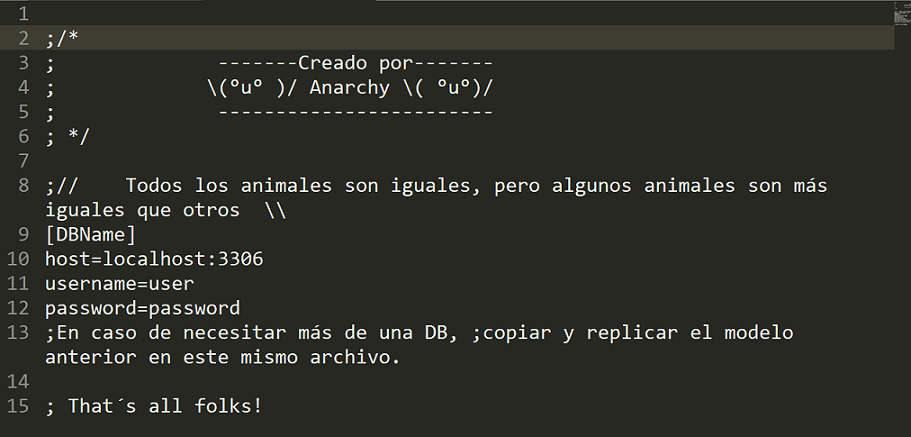 1
2 ;/*
3 ;              -------Creado por-------
4 ;             \(ºuº )/ Anarchy \( ºuº)/
5 ;              ------------------------
6 ; */
7
8 ;//    Todos los animales son iguales, pero algunos animales son más
iguales que otros  \\
9 [DBName]
10 host=localhost:3306
11 username=user
12 password=password
13 ;En caso de necesitar más de una DB, ;copiar y replicar el modelo
anterior en este mismo archivo.
14
15 ; That´s all folks!